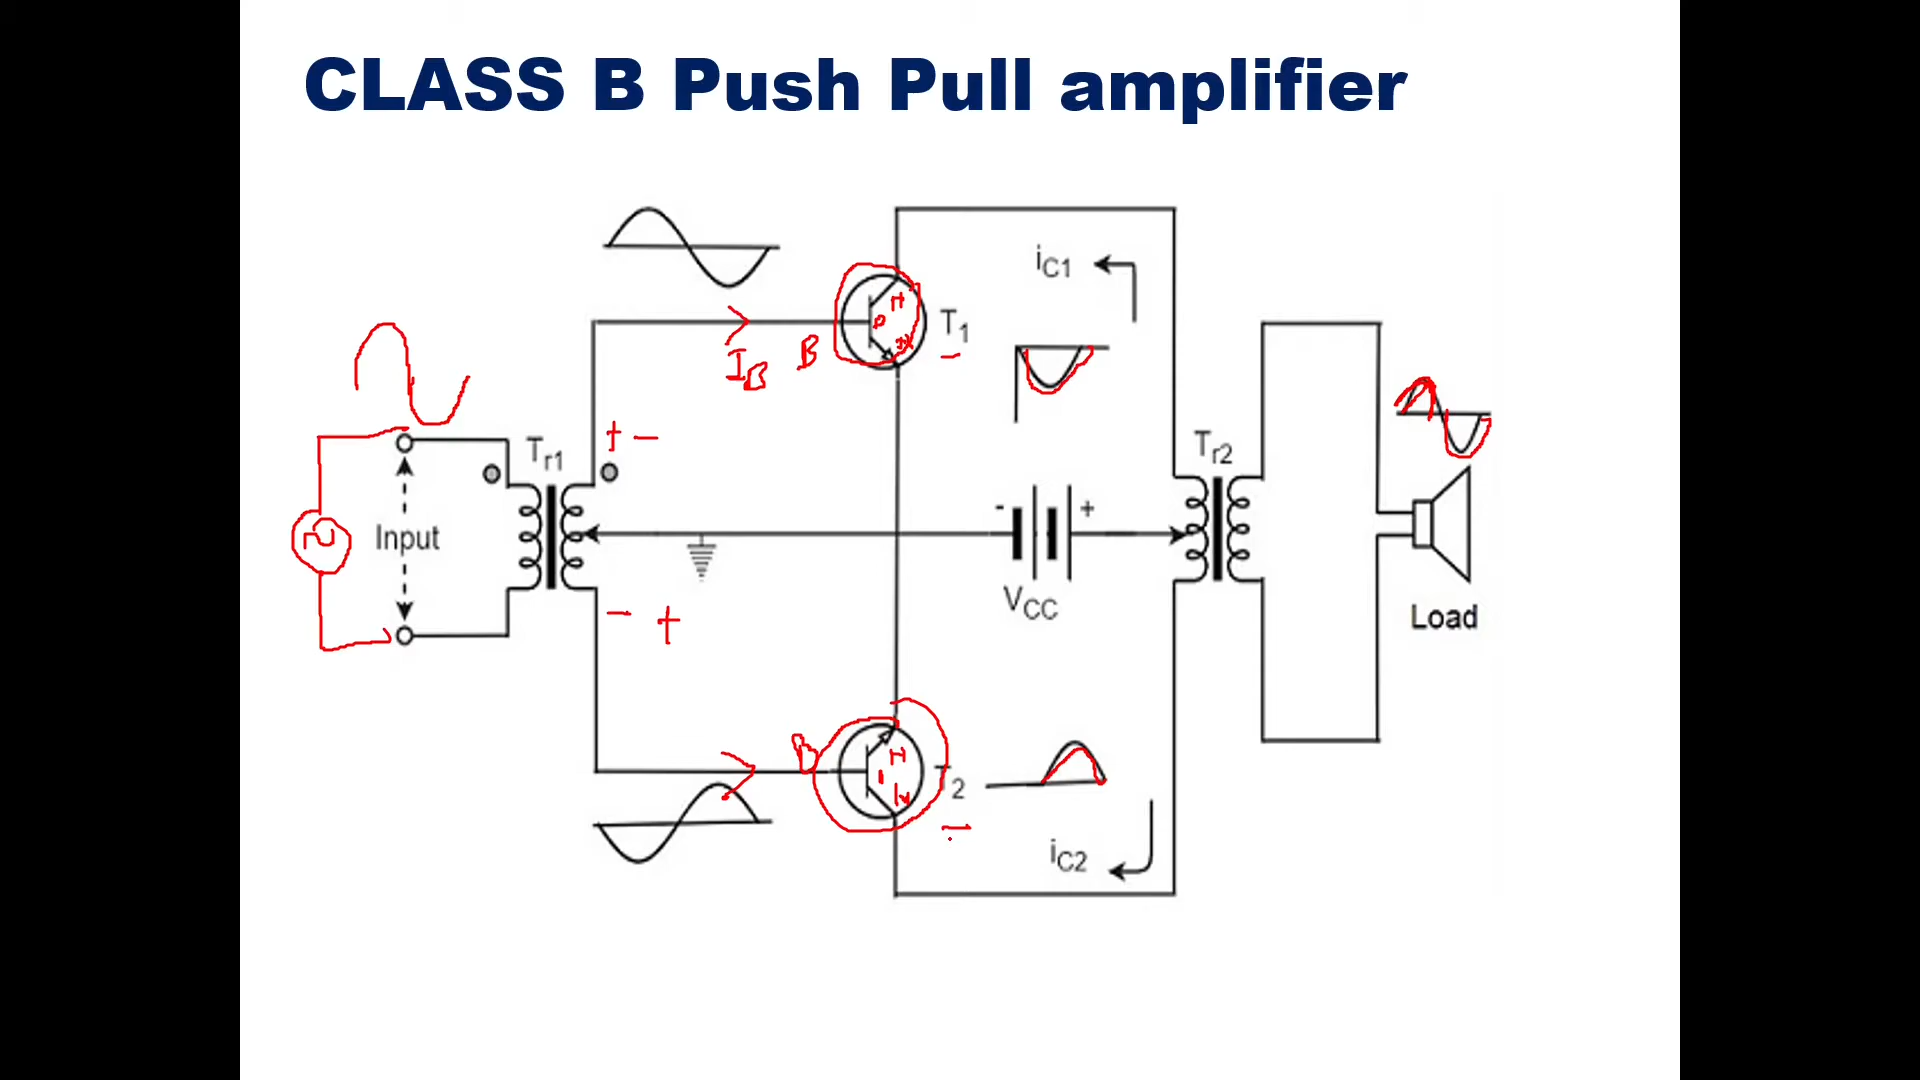 CLASS B Push Pull amplifier
iC1
T1
IB
B
+ -
Tr1
Tr2
Input
- +
VCC
Load
- +
T2
iC2